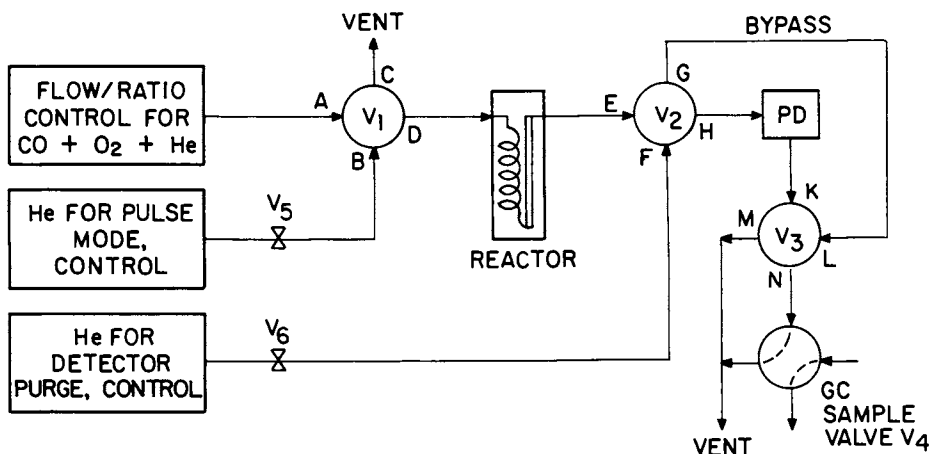 VENT
BYPASS
FLOW/RATIO
CONTROL FOR
CO + O2 + He
A
C
V1
D
B
E
G
V2
H
F
PD
He FOR PULSE
MODE,
CONTROL
V5
REACTOR
K
M
V3
L
N
He FOR
DETECTOR
PURGE, CONTROL
V6
GC
SAMPLE
VALVE V4
VENT